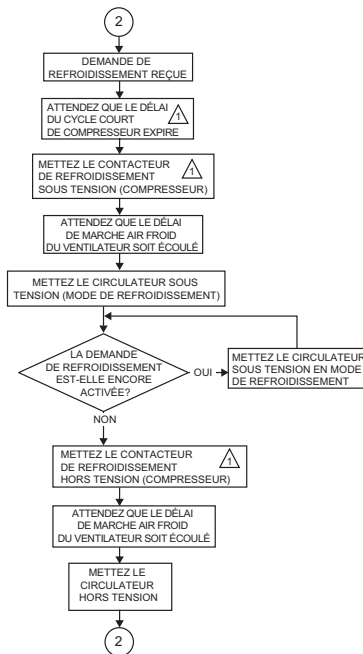 2
DEMANDE DE
REFROIDISSEMENT REÇUE
ATTENDEZ QUE LE DÉLAI
DU CYCLE COURT
DE COMPRESSEUR EXPIRE
1
METTEZ LE CONTACTEUR
DE REFROIDISSEMENT
SOUS TENSION (COMPRESSEUR)
1
ATTENDEZ QUE LE DÉLAI
DE MARCHE AIR FROID
DU VENTILATEUR SOIT ÉCOULÉ
METTEZ LE CIRCULATEUR SOUS
TENSION (MODE DE REFROIDISSEMENT)
LA DEMANDE
DE REFROIDISSEMENT
EST-ELLE ENCORE
ACTIVÉE?
OUI
METTEZ LE CIRCULATEUR
SOUS TENSION EN MODE
DE REFROIDISSEMENT
NON
METTEZ LE CONTACTEUR
DE REFROIDISSEMENT
HORS TENSION (COMPRESSEUR)
1
ATTENDEZ QUE LE DÉLAI
DE MARCHE AIR FROID
DU VENTILATEUR SOIT ÉCOULÉ
METTEZ LE
CIRCULATEUR
HORS TENSION
2